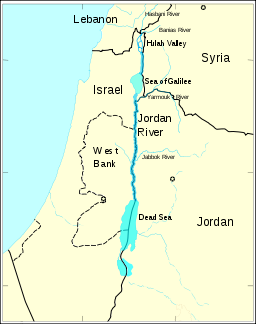 Lebanon
Hasbani River
Banias River
Hulah Valley
Syria
Sea of Galilee
Israel
Yarmouk River
Jordan
River
West
Bank
Jabbok River
Dead Sea
Jordan